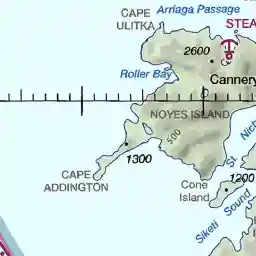 Arriaga Passage
CAPE
ULITKA
STEA
2600
Roller Bay
Cannery
NOYES ISLAND
500
Nich
St
1300
CAPE
ADDINGTON
Cone
Island
1200
Siketi Sound